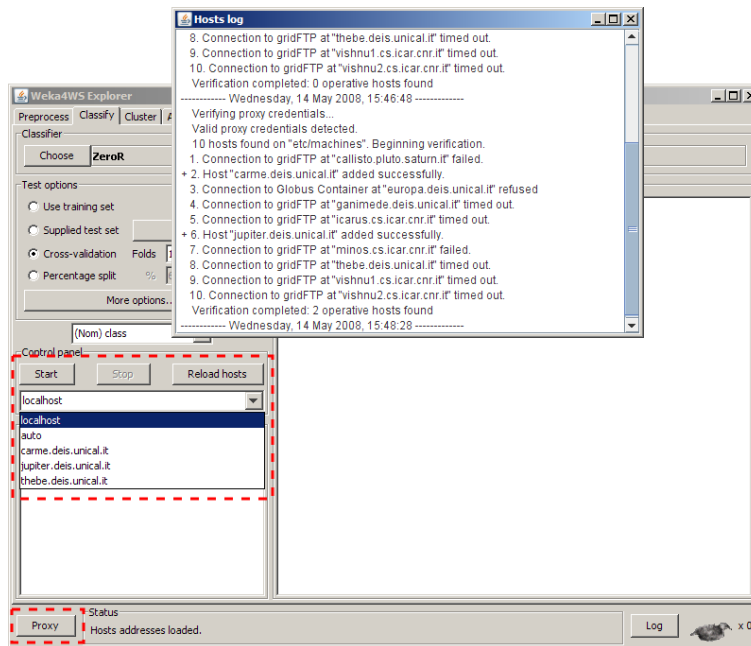 Hosts log
8. Connection to gridFTP at "thebe.deis.unical.it" timed out.
9. Connection to gridFTP at "vishnu1.cs.icar.cnr.it" timed out.
10. Connection to gridFTP at "vishnu2.cs.icar.cnr.it" timed out.
Verification completed: 0 operative hosts found
------------ Wednesday, 14 May 2008, 15:46:48 -------------
Verifying proxy credentials...
Valid proxy credentials detected.
10 hosts found on "etc/machines". Beginning verification.
1. Connection to gridFTP at "callisto.pluto.saturn.it" failed.
+ 2. Host "carme.deis.unical.it" added successfully.
3. Connection to Globus Container at "europa.deis.unical.it" refused
4. Connection to gridFTP at "ganimede.deis.unical.it" timed out.
5. Connection to gridFTP at "icarus.cs.icar.cnr.it" timed out.
+ 6. Host "jupiter.deis.unical.it" added successfully.
7. Connection to gridFTP at "minos.cs.icar.cnr.it" failed.
8. Connection to gridFTP at "thebe.deis.unical.it" timed out.
9. Connection to gridFTP at "vishnu1.cs.icar.cnr.it" timed out.
10. Connection to gridFTP at "vishnu2.cs.icar.cnr.it" timed out.
Verification completed: 2 operative hosts found
------------ Wednesday, 14 May 2008, 15:48:28 -------------
Weka4WS Explorer
Preprocess Classify Cluster A
Classifier
Choose ZeroR
Test options
Use training set
Supplied test set
Cross-validation Folds 1
Percentage split %
More options..
(Nom) class
Control panel
Start Stop Reload hosts
localhost
localhost
auto
carme.deis.unical.it
jupiter.deis.unical.it
thebe.deis.unical.it
Proxy
Status
Hosts addresses loaded.
Log
x 0